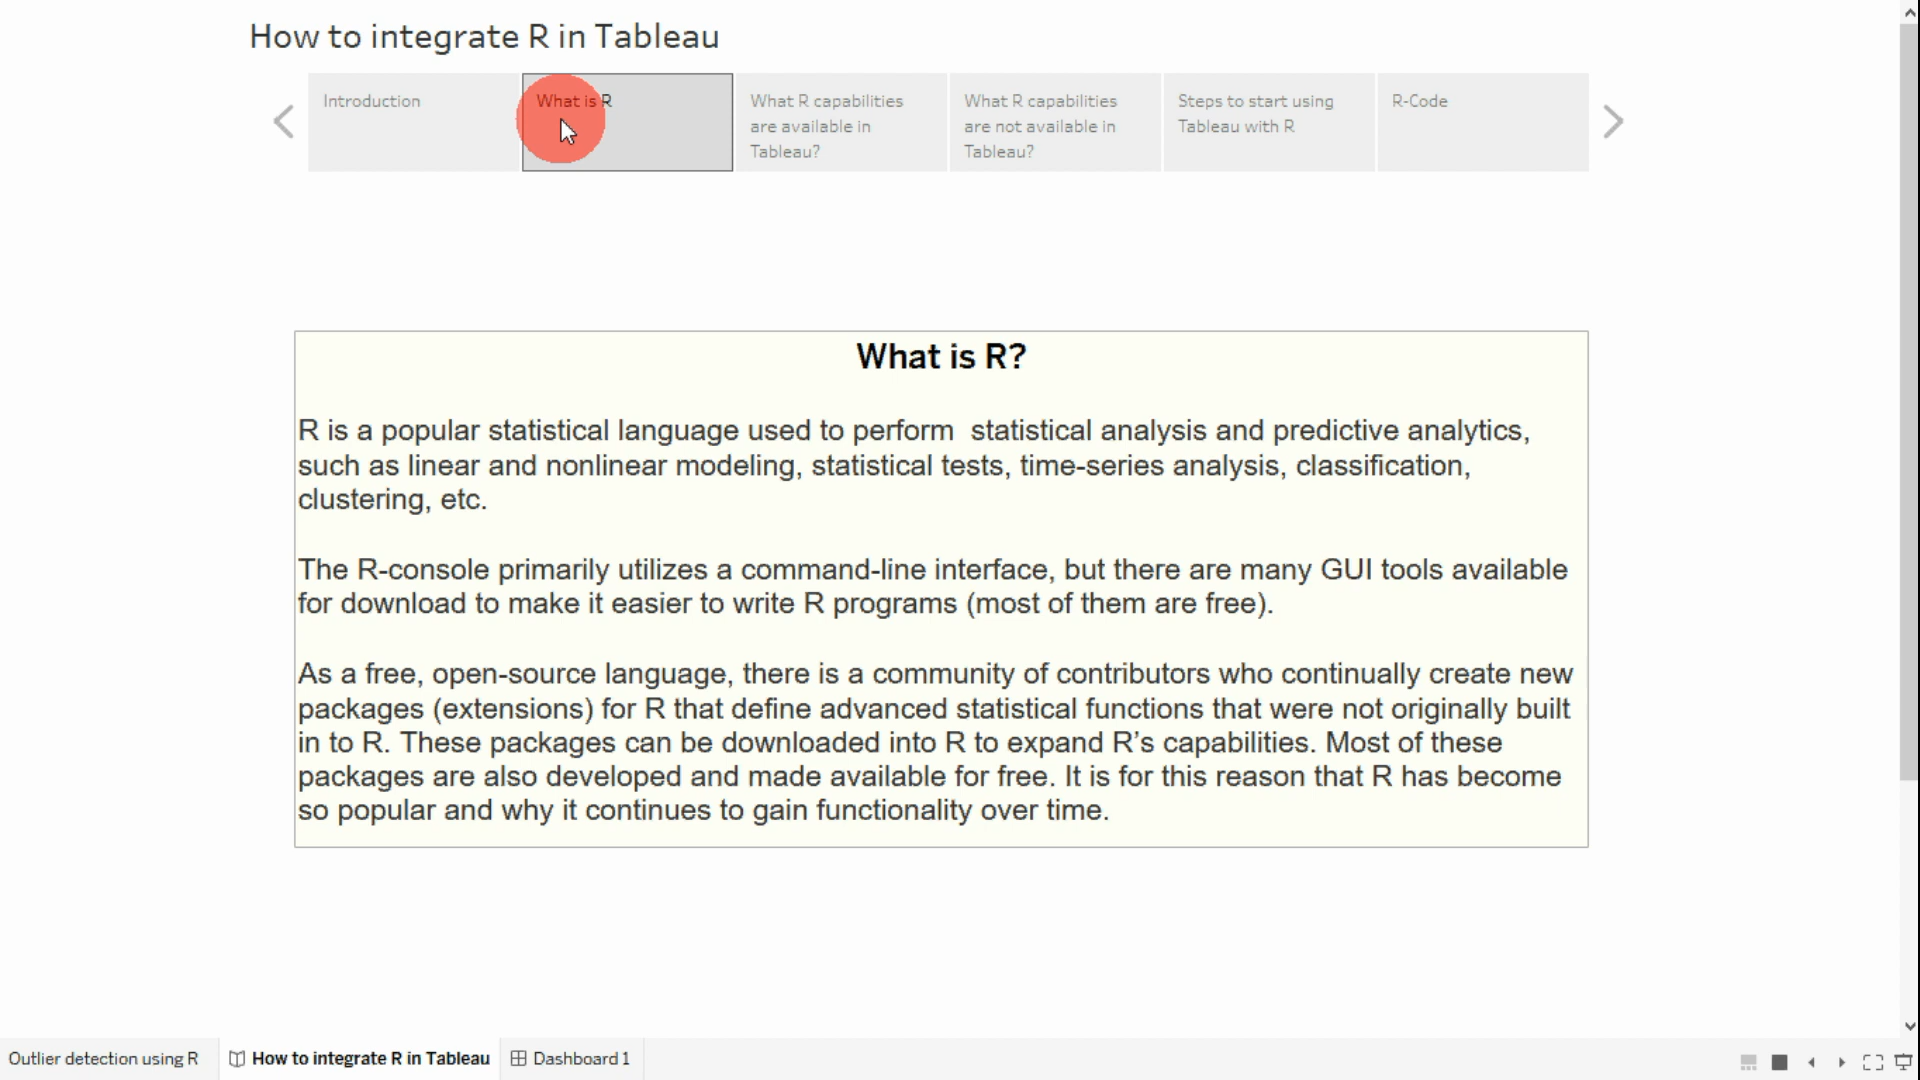 How to integrate R in Tableau
Introduction
What is R
What R capabilities
are available in
Tableau?
What R capabilities
are not available in
Tableau?
Steps to start using
Tableau with R
R-Code
What is R?
R is a popular statistical language used to perform  statistical analysis and predictive analytics,
such as linear and nonlinear modeling, statistical tests, time-series analysis, classification,
clustering, etc.
The R-console primarily utilizes a command-line interface, but there are many GUI tools available
for download to make it easier to write R programs (most of them are free).
As a free, open-source language, there is a community of contributors who continually create new
packages (extensions) for R that define advanced statistical functions that were not originally built
in to R. These packages can be downloaded into R to expand R’s capabilities. Most of these
packages are also developed and made available for free. It is for this reason that R has become
so popular and why it continues to gain functionality over time.
Outlier detection using R
How to integrate R in Tableau
Dashboard 1